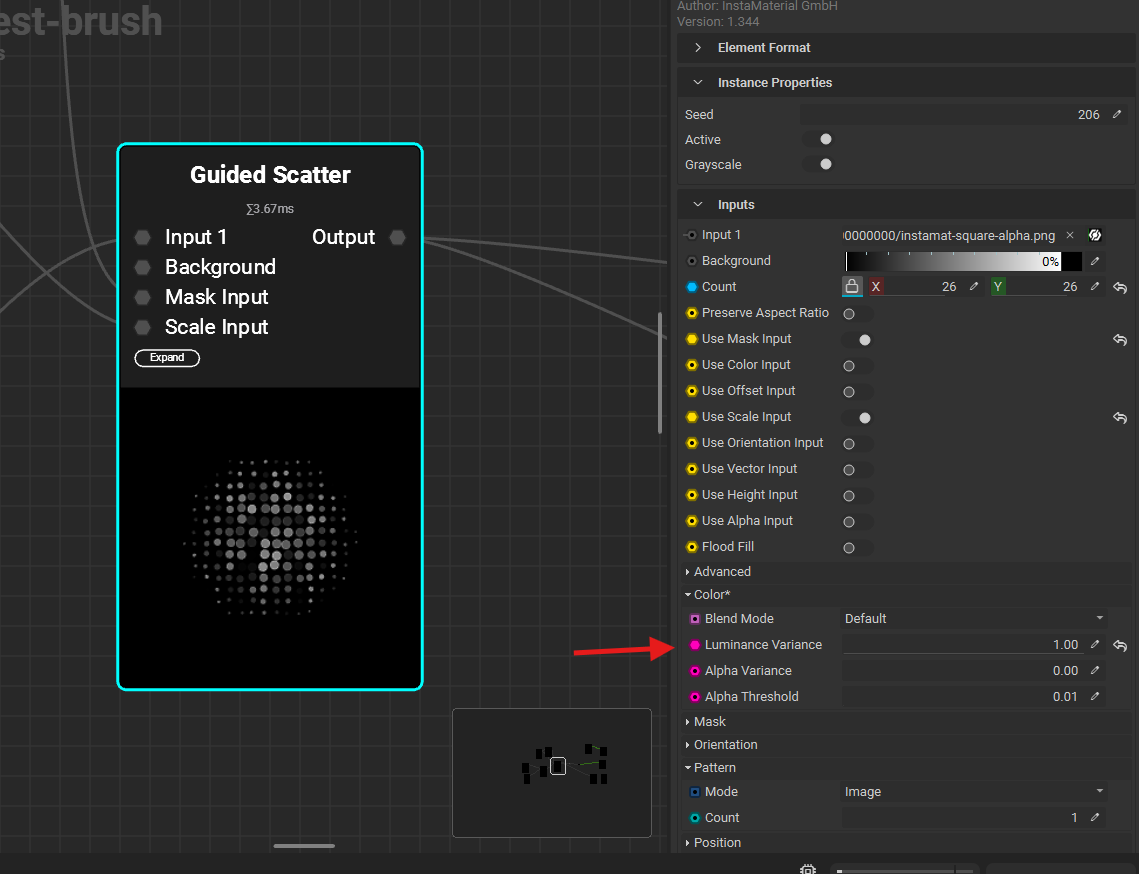 est-brush
s
Guided Scatter
∑3.67ms
Input 1
Output
Background
Mask Input
Scale Input
Expand
Author: InstaMaterial GmbH
Version: 1.344
Element Format
Instance Properties
Seed 206
Active
Grayscale
Inputs
Input 1 00000000/instamat-square-alpha.png ×
Background 0%
Count X 26 Y 26
Preserve Aspect Ratio
Use Mask Input
Use Color Input
Use Offset Input
Use Scale Input
Use Orientation Input
Use Vector Input
Use Height Input
Use Alpha Input
Flood Fill
Advanced
Color*
Blend Mode Default
Luminance Variance 1.00
Alpha Variance 0.00
Alpha Threshold 0.01
Mask
Orientation
Pattern
Mode Image
Count 1
Position